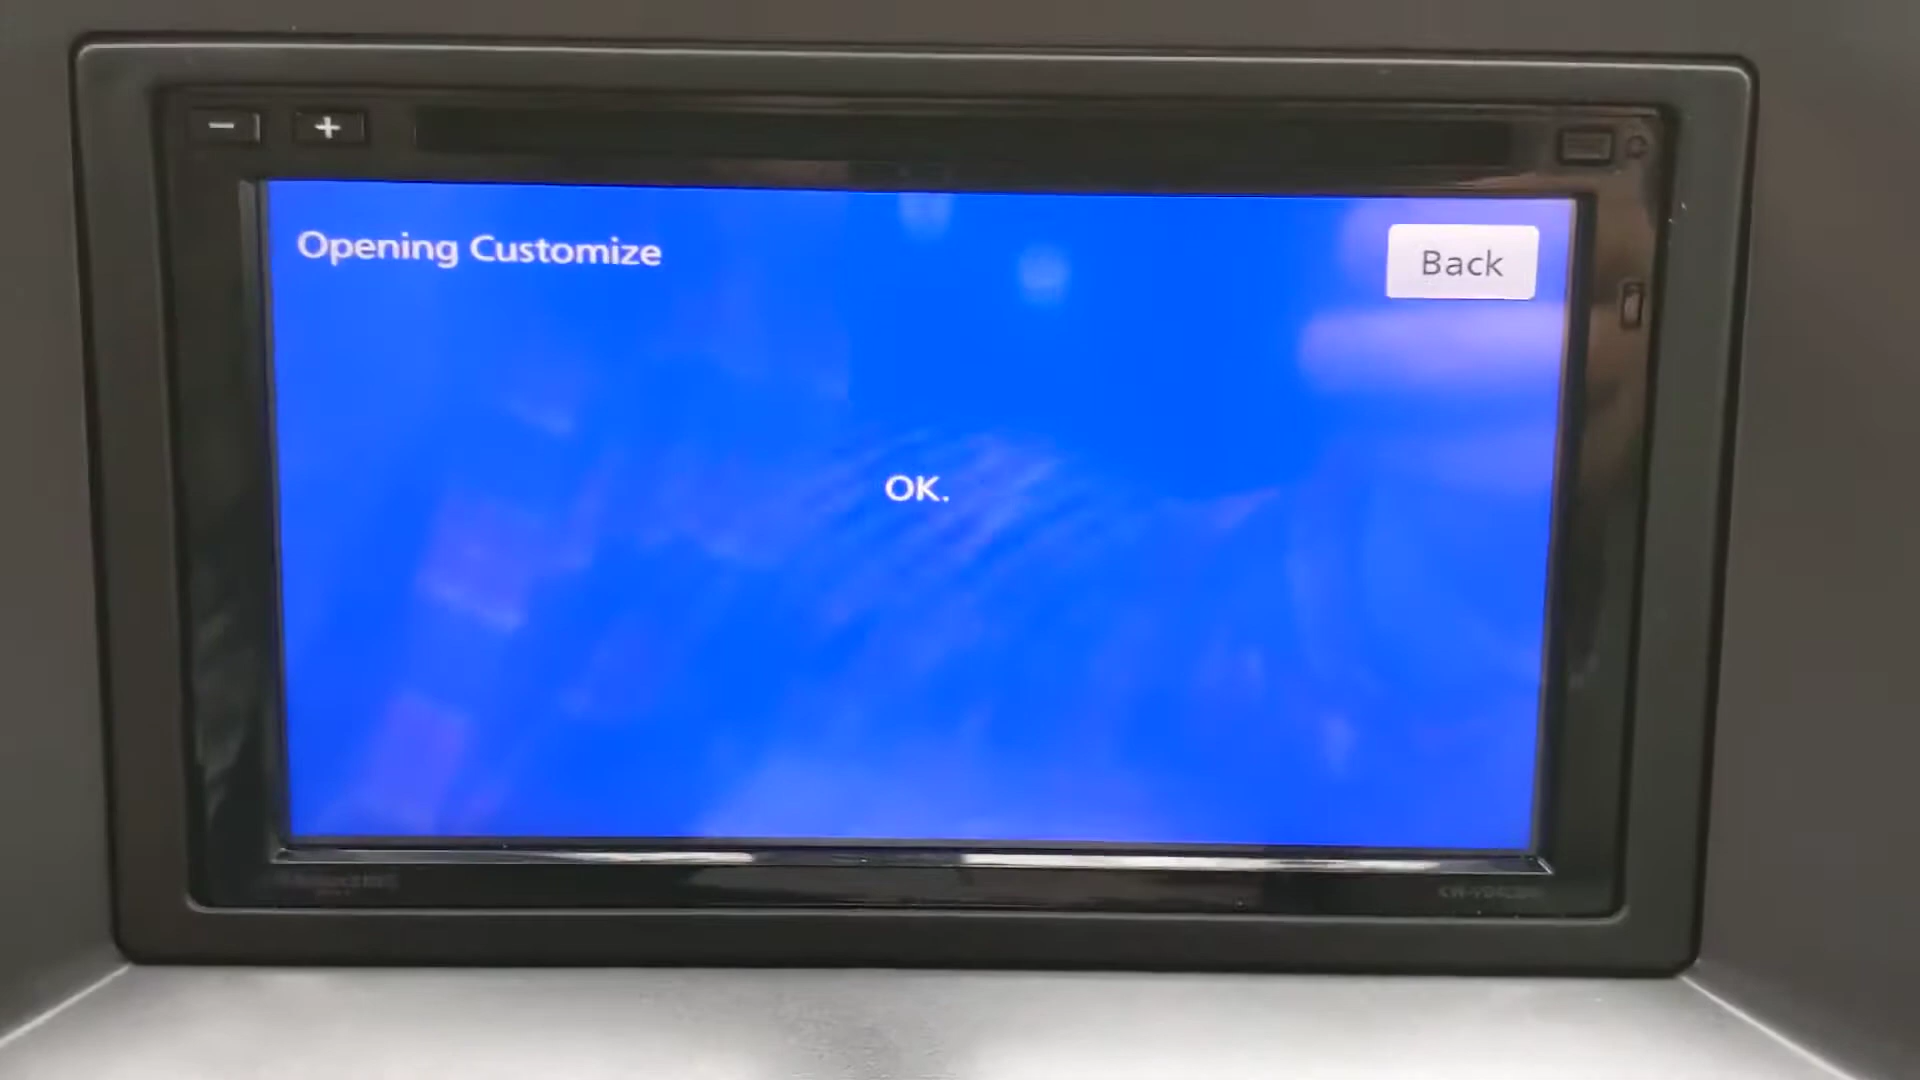 − +
Opening Customize
Back
OK.